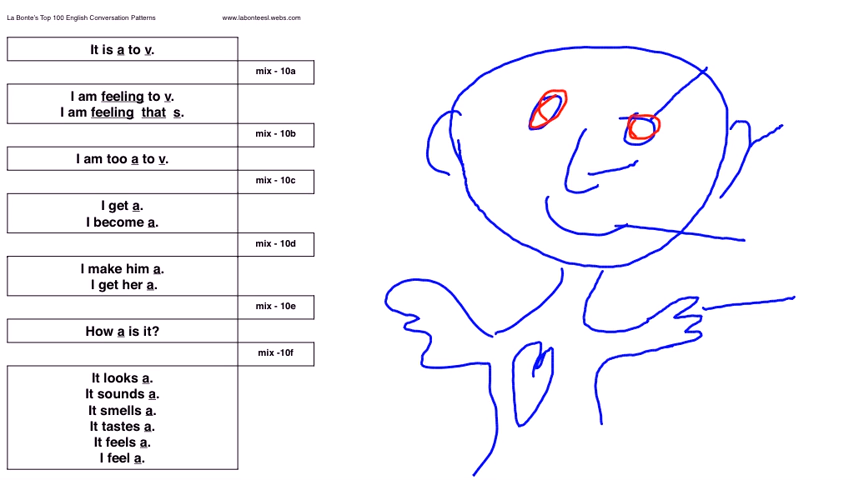 La Bonte's Top 100 English Conversation Patterns
www.labonteesl.webs.com
It is a to v.
mix - 10a
I am feeling to v.
I am feeling that s.
mix - 10b
I am too a to v.
mix - 10c
I get a.
I become a.
mix - 10d
I make him a.
I get her a.
mix - 10e
How a is it?
mix -10f
It looks a.
It sounds a.
It smells a.
It tastes a.
It feels a.
I feel a.